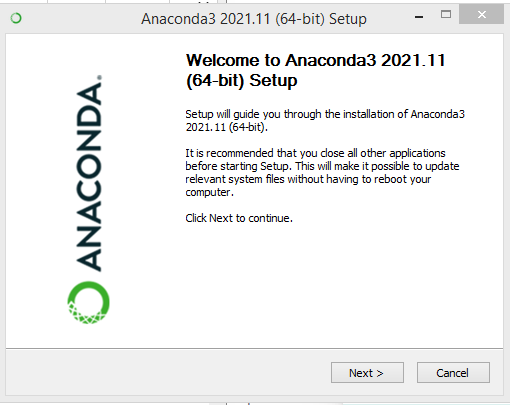 Anaconda3 2021.11 (64-bit) Setup
ANACONDA.
Welcome to Anaconda3 2021.11
(64-bit) Setup
Setup will guide you through the installation of Anaconda3
2021.11 (64-bit).
It is recommended that you close all other applications
before starting Setup. This will make it possible to update
relevant system files without having to reboot your
computer.
Click Next to continue.
Next >
Cancel